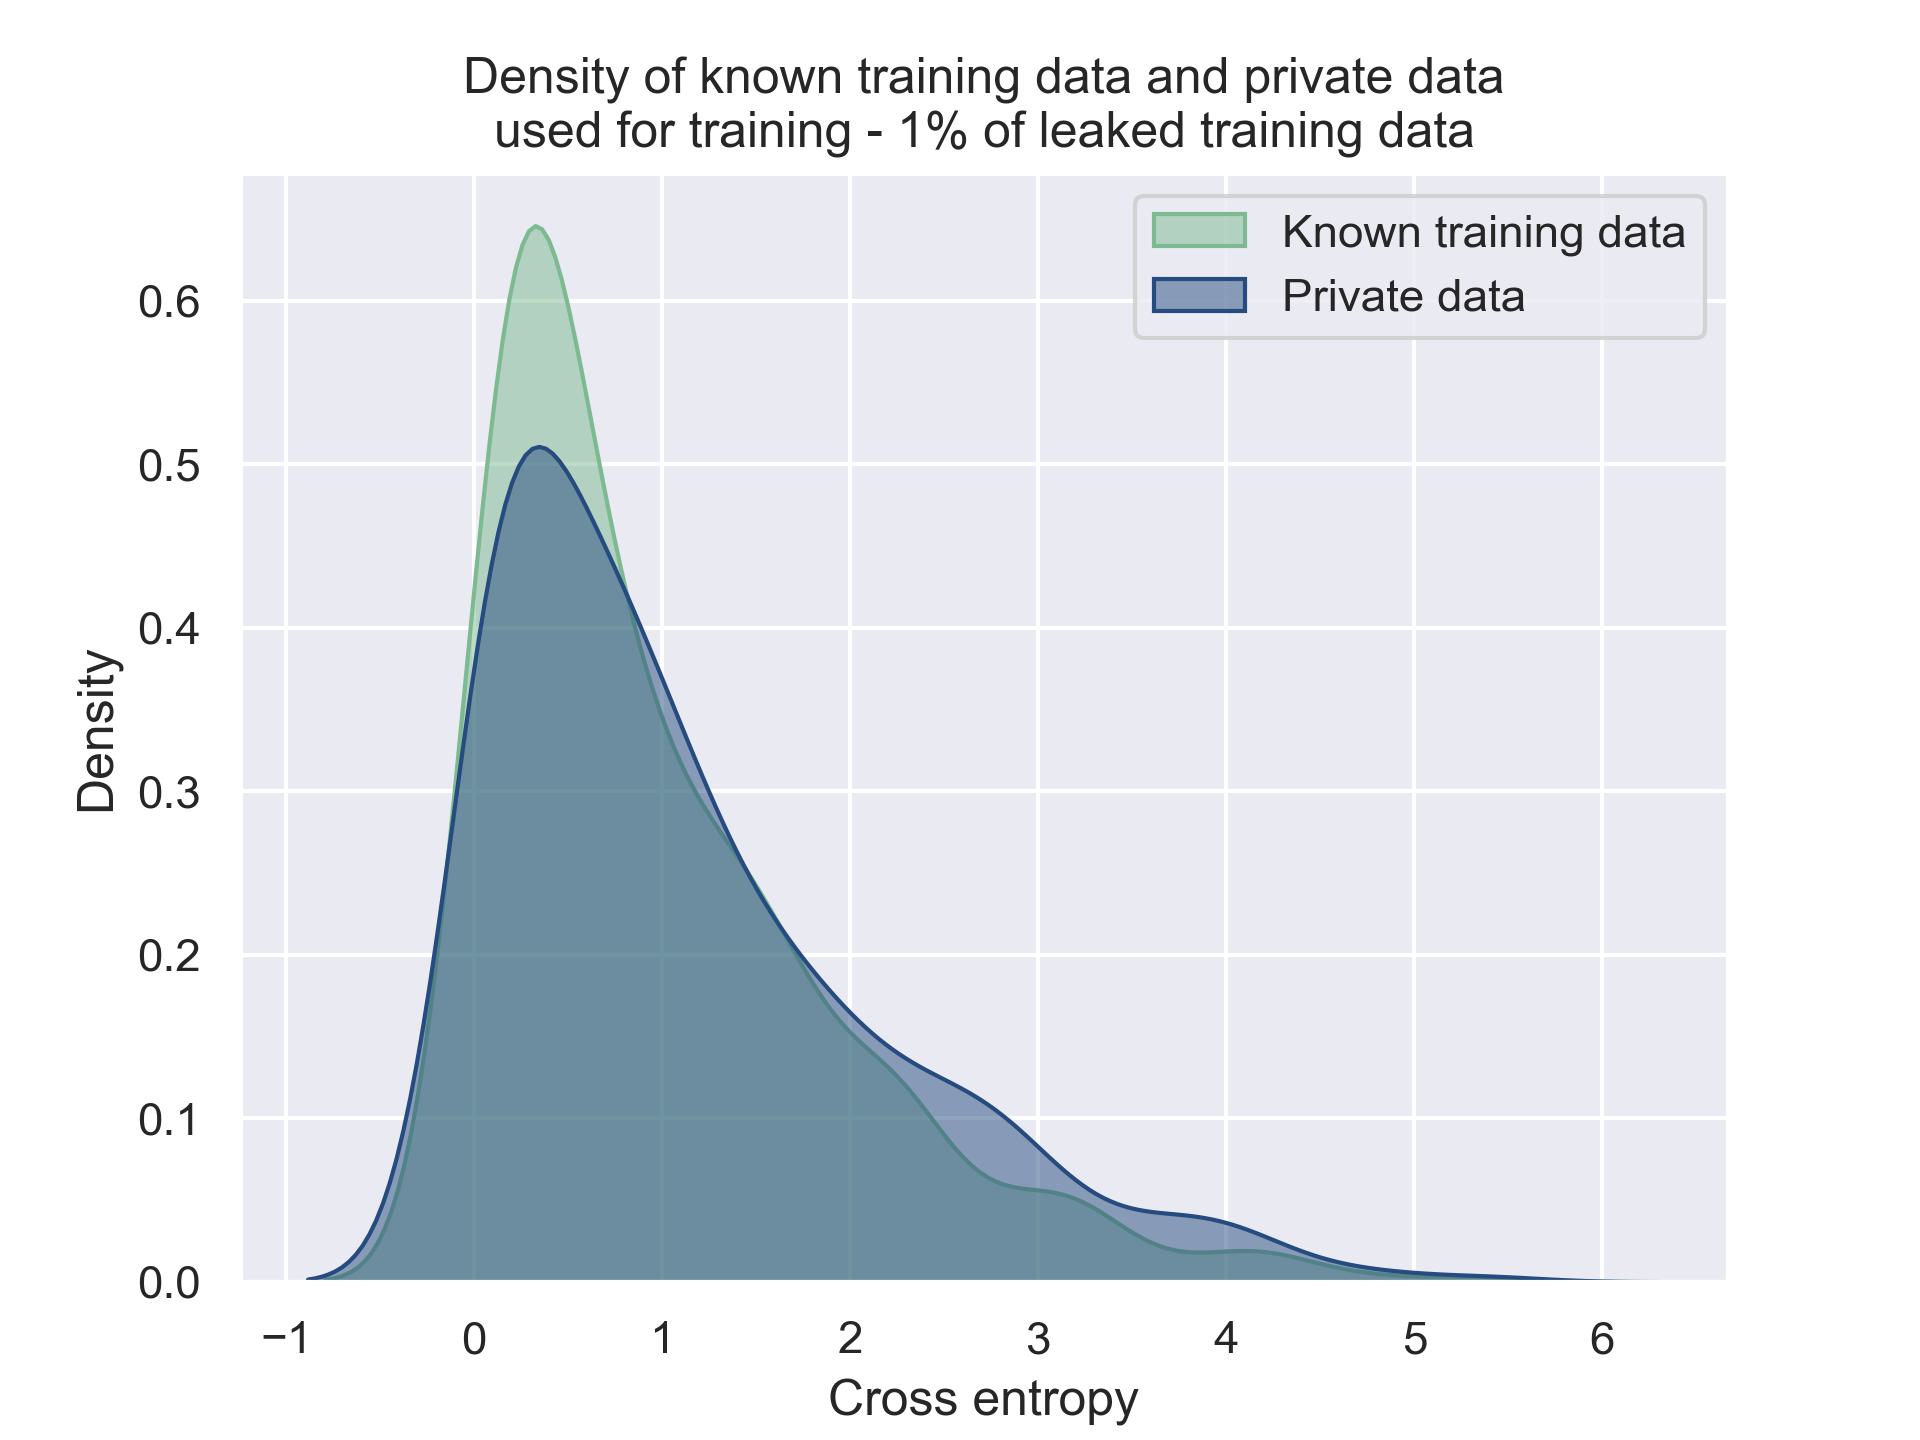 Density of known training data and private data
used for training - 1% of leaked training data
Known training data
Private data
0.6
0.5
0.4
0.3
0.2
0.1
0.0
Density
−1 0 1 2 3 4 5 6
Cross entropy